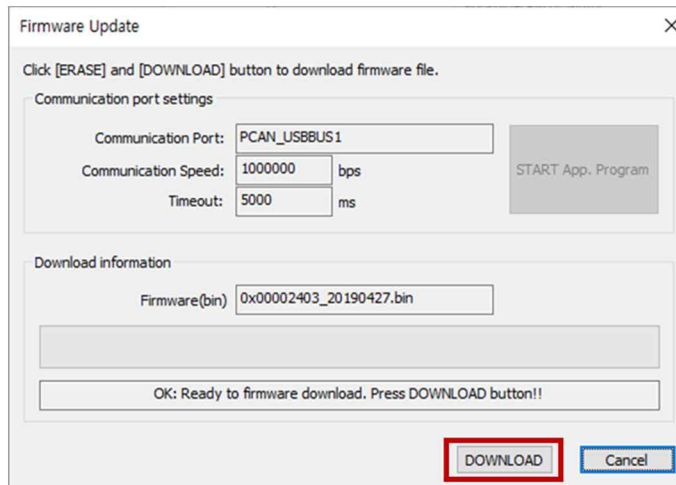 Firmware Update
Click [ERASE] and [DOWNLOAD] button to download firmware file.
Communication port settings
Communication Port: PCAN_USBBUS1
Communication Speed: 1000000 bps
START App. Program
Timeout: 5000 ms
Download information
Firmware(bin) 0x00002403_20190427.bin
OK: Ready to firmware download. Press DOWNLOAD button!!
DOWNLOAD Cancel